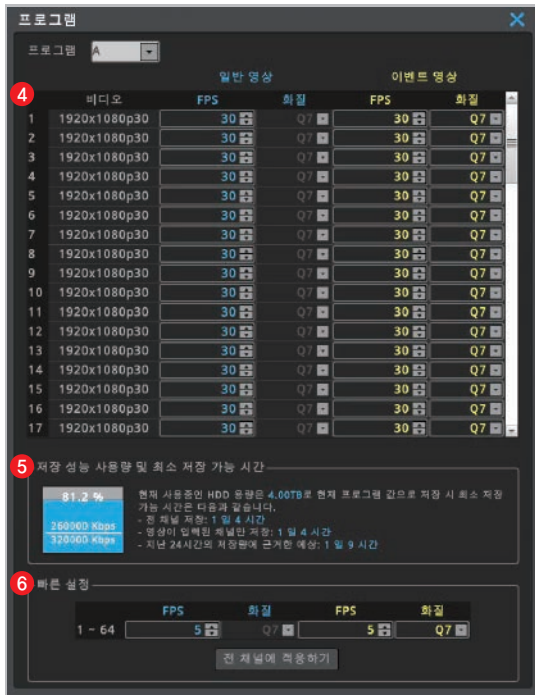 프로그램
프로그램 A
일반 영상 이벤트 영상
4
비디오 FPS 화질 FPS 화질
1 1920x1080p30 30 Q7 30 Q7
2 1920x1080p30 30 Q7 30 Q7
3 1920x1080p30 30 Q7 30 Q7
4 1920x1080p30 30 Q7 30 Q7
5 1920x1080p30 30 Q7 30 Q7
6 1920x1080p30 30 Q7 30 Q7
7 1920x1080p30 30 Q7 30 Q7
8 1920x1080p30 30 Q7 30 Q7
9 1920x1080p30 30 Q7 30 Q7
10 1920x1080p30 30 Q7 30 Q7
11 1920x1080p30 30 Q7 30 Q7
12 1920x1080p30 30 Q7 30 Q7
13 1920x1080p30 30 Q7 30 Q7
14 1920x1080p30 30 Q7 30 Q7
15 1920x1080p30 30 Q7 30 Q7
16 1920x1080p30 30 Q7 30 Q7
17 1920x1080p30 30 Q7 30 Q7
5 저장 성능 사용량 및 최소 저장 가능 시간
81.2 %
260000 Kbps
320000 Kbps
현재 사용중인 HDD 용량은 4.00TB로 현재 프로그램 값으로 저장 시 최소 저장
가능 시간은 다음과 같습니다.
- 전 채널 저장: 1 일 4 시간
- 영상이 입력된 채널만 저장: 1 일 4 시간
- 지난 24시간의 저장량에 근거한 예상: 1 일 9 시간
6 빠른 설정
FPS 화질 FPS 화질
1 ~ 64 5 Q7 5 Q7
전 채널에 적용하기